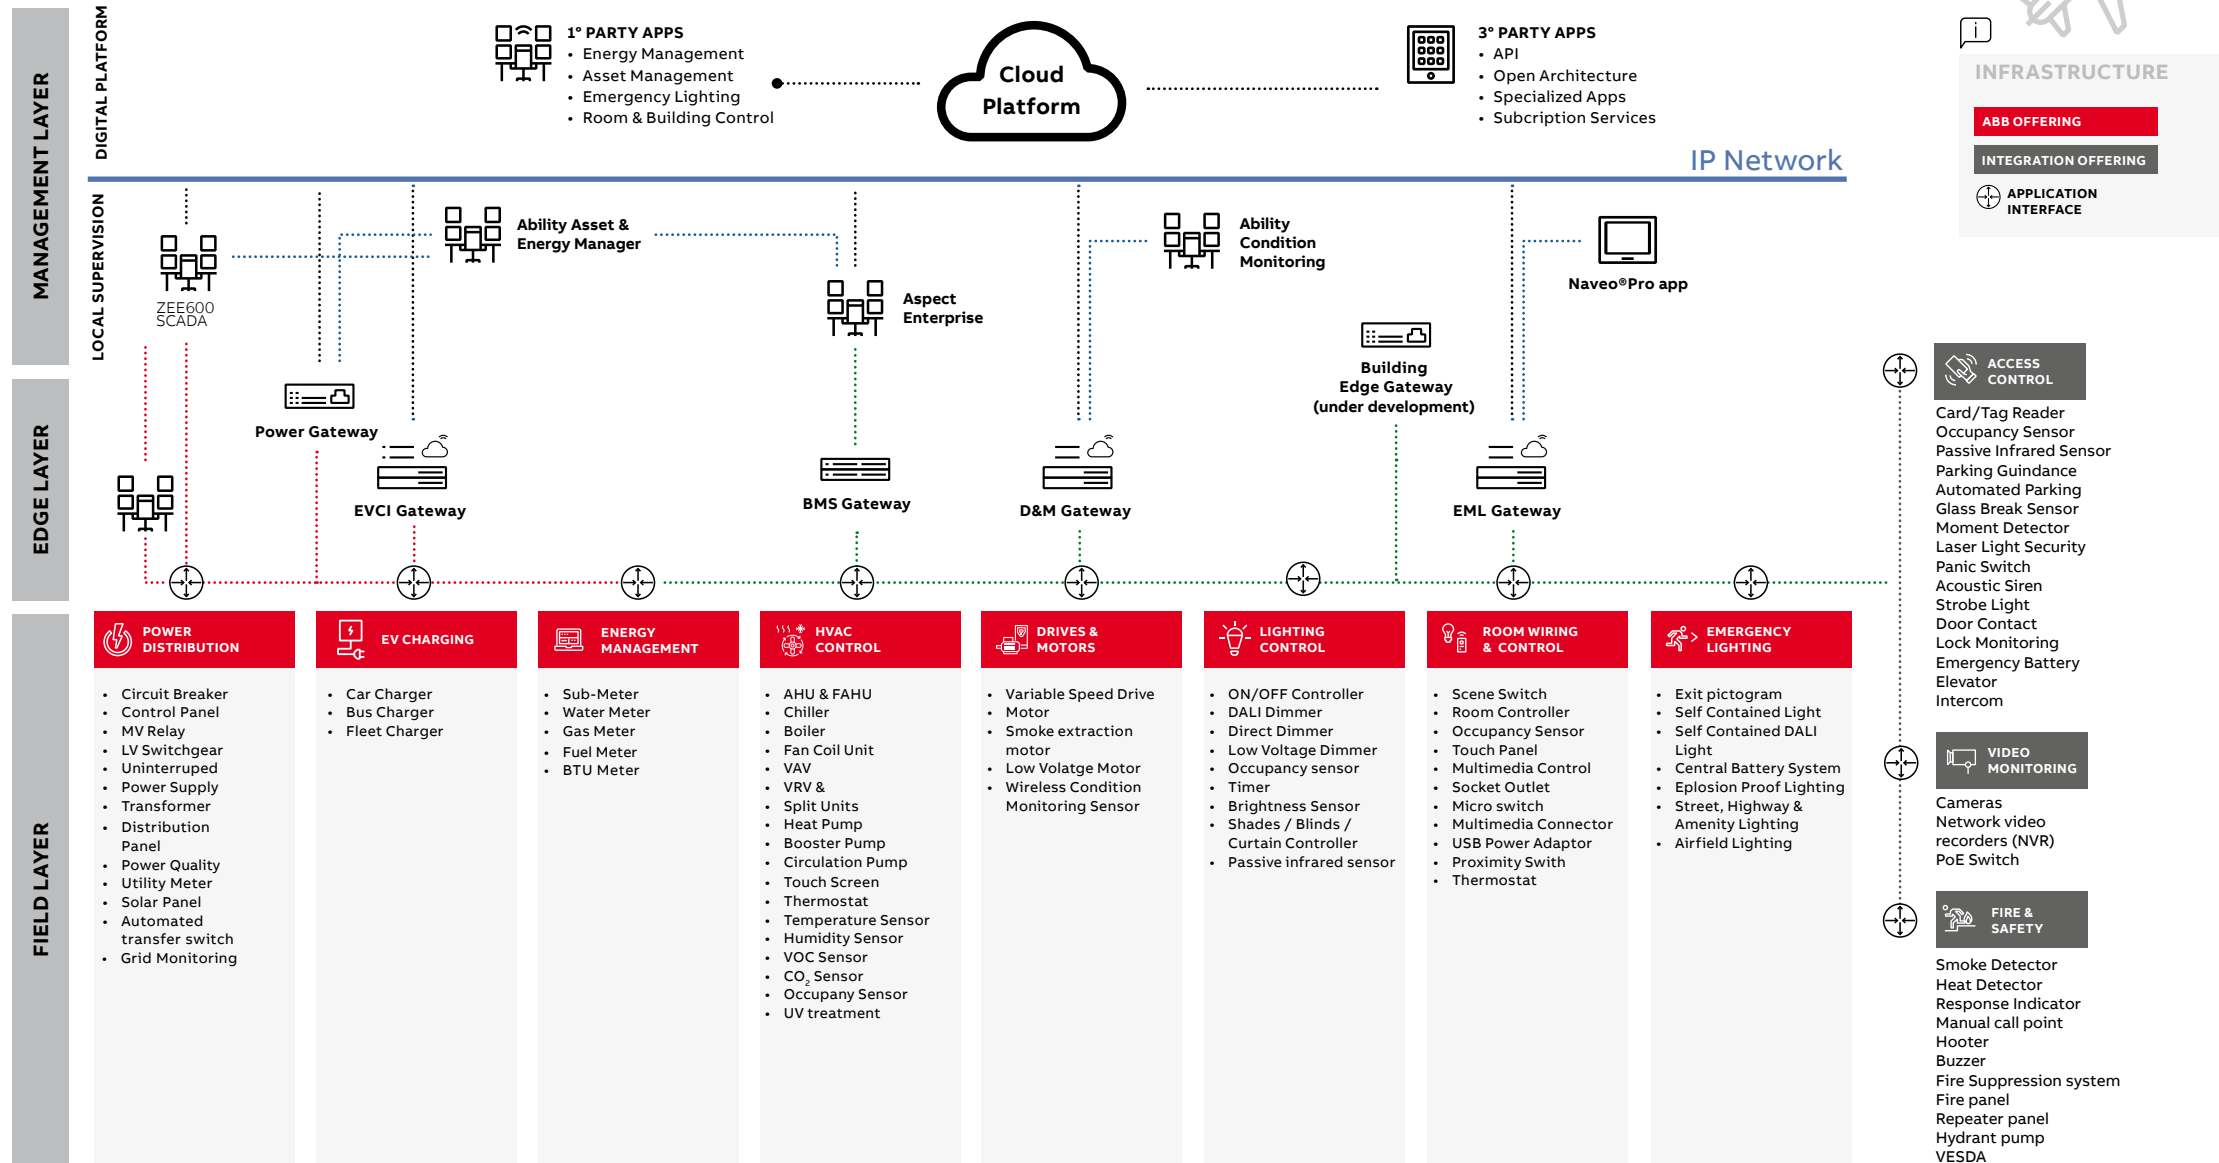 MANAGEMENT LAYER
EDGE LAYER
FIELD LAYER
DIGITAL PLATFORM
LOCAL SUPERVISION
1° PARTY APPS
• Energy Management
• Asset Management
• Emergency Lighting
• Room & Building Control
Cloud
Platform
3° PARTY APPS
• API
• Open Architecture
• Specialized Apps
• Subcription Services
i
INFRASTRUCTURE
ABB OFFERING
INTEGRATION OFFERING
APPLICATION
INTERFACE
IP Network
ZEE600
SCADA
Ability Asset &
Energy Manager
Aspect
Enterprise
Ability
Condition
Monitoring
Naveo®Pro app
Building
Edge Gateway
(under development)
Power Gateway
EVCI Gateway
BMS Gateway
D&M Gateway
EML Gateway
POWER
DISTRIBUTION
• Circuit Breaker
• Control Panel
• MV Relay
• LV Switchgear
• Uninterruped
• Power Supply
• Transformer
• Distribution
Panel
• Power Quality
• Utility Meter
• Solar Panel
• Automated
transfer switch
• Grid Monitoring
EV CHARGING
• Car Charger
• Bus Charger
• Fleet Charger
ENERGY
MANAGEMENT
• Sub-Meter
• Water Meter
• Gas Meter
• Fuel Meter
• BTU Meter
HVAC
CONTROL
• AHU & FAHU
• Chiller
• Boiler
• Fan Coil Unit
• VAV
• VRV &
• Split Units
• Heat Pump
• Booster Pump
• Circulation Pump
• Touch Screen
• Thermostat
• Temperature Sensor
• Humidity Sensor
• VOC Sensor
• CO₂ Sensor
• Occupany Sensor
• UV treatment
DRIVES &
MOTORS
• Variable Speed Drive
• Motor
• Smoke extraction
motor
• Low Volatge Motor
• Wireless Condition
Monitoring Sensor
LIGHTING
CONTROL
• ON/OFF Controller
• DALI Dimmer
• Direct Dimmer
• Low Voltage Dimmer
• Occupancy sensor
• Timer
• Brightness Sensor
• Shades / Blinds /
Curtain Controller
• Passive infrared sensor
ROOM WIRING
& CONTROL
• Scene Switch
• Room Controller
• Occupancy Sensor
• Touch Panel
• Multimedia Control
• Socket Outlet
• Micro switch
• Multimedia Connector
• USB Power Adaptor
• Proximity Swith
• Thermostat
EMERGENCY
LIGHTING
• Exit pictogram
• Self Contained Light
• Self Contained DALI
Light
• Central Battery System
• Eplosion Proof Lighting
• Street, Highway &
Amenity Lighting
• Airfield Lighting
ACCESS
CONTROL
Card/Tag Reader
Occupancy Sensor
Passive Infrared Sensor
Parking Guindance
Automated Parking
Glass Break Sensor
Moment Detector
Laser Light Security
Panic Switch
Acoustic Siren
Strobe Light
Door Contact
Lock Monitoring
Emergency Battery
Elevator
Intercom
VIDEO
MONITORING
Cameras
Network video
recorders (NVR)
PoE Switch
FIRE &
SAFETY
Smoke Detector
Heat Detector
Response Indicator
Manual call point
Hooter
Buzzer
Fire Suppression system
Fire panel
Repeater panel
Hydrant pump
VESDA